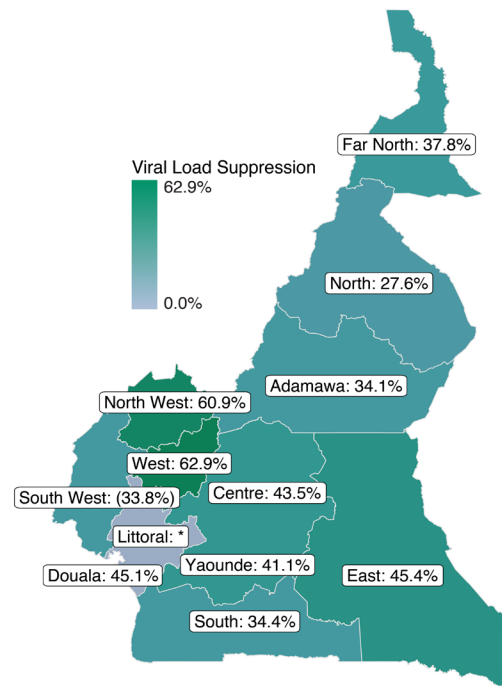 Far North: 37.8%
Viral Load Suppression
62.9%
0.0%
North: 27.6%
Adamawa: 34.1%
North West: 60.9%
West: 62.9%
South West: (33.8%)
Centre: 43.5%
Littoral: *
Yaounde: 41.1%
Douala: 45.1%
East: 45.4%
South: 34.4%